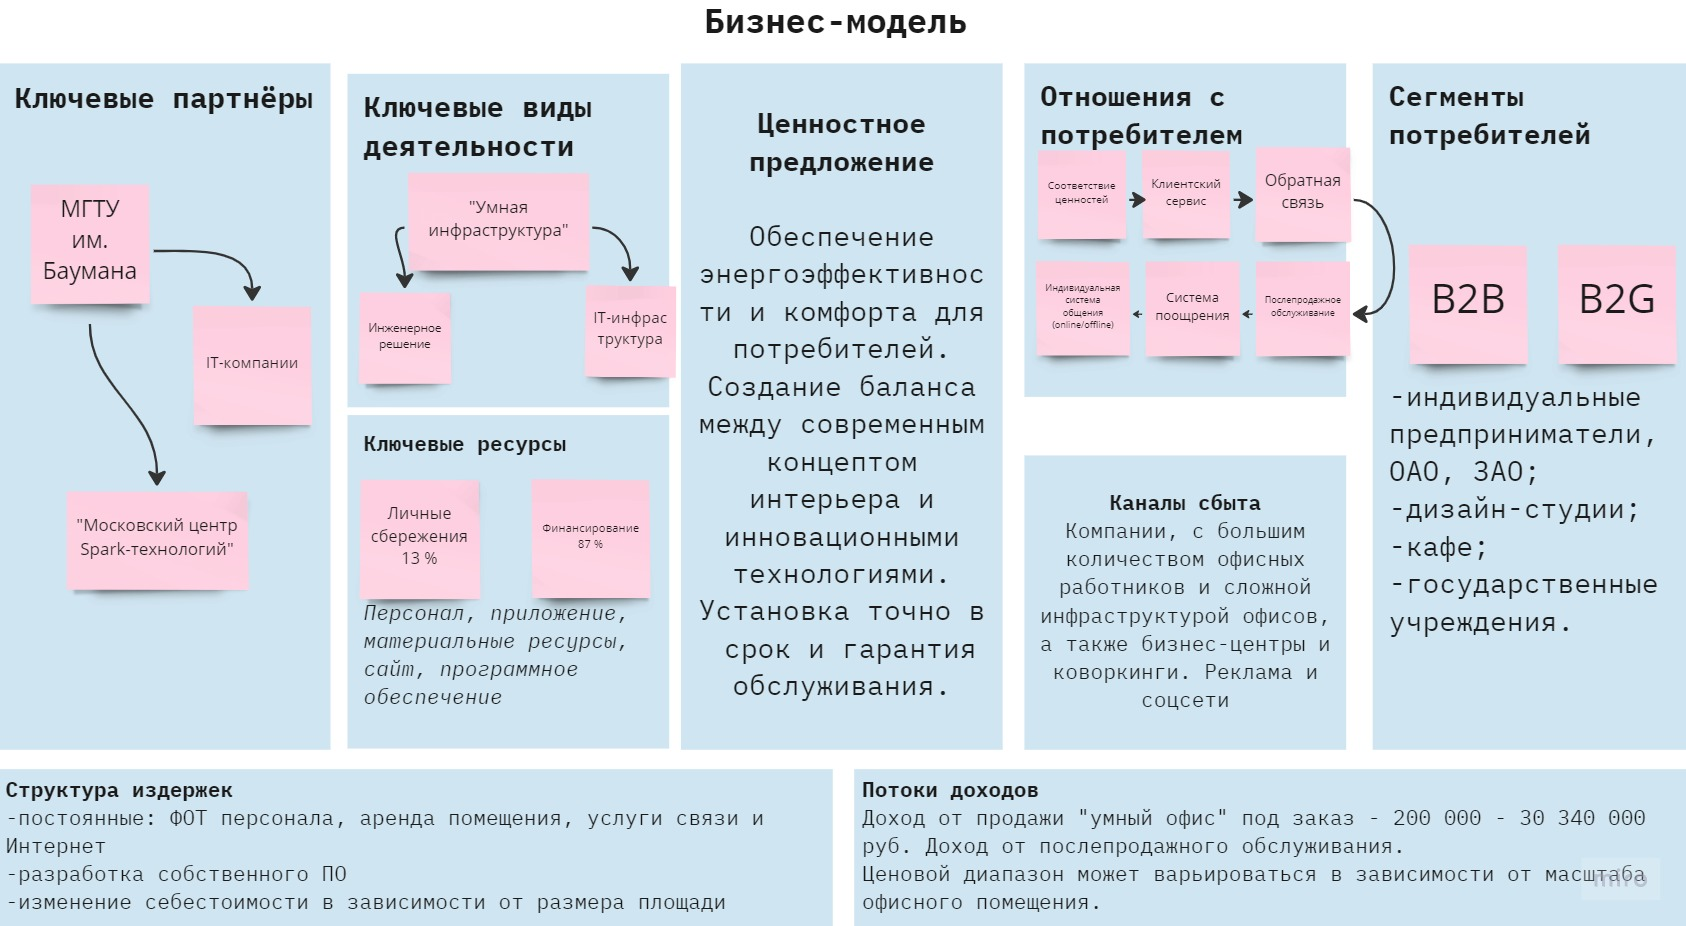 Бизнес-модель
Ключевые партнёры
МГТУ
им.
Баумана
IT-компании
"Московский центр
Spark-технологий"
Ключевые виды
деятельности
"Умная
инфраструктура"
Инженерное
решение
IT-инфрас
труктура
Ключевые ресурсы
Личные
сбережения
13 %
Финансирование
87 %
Персонал, приложение,
материальные ресурсы,
сайт, программное
обеспечение
Ценностное
предложение
Обеспечение
энергоэффективнос
ти и комфорта для
потребителей.
Создание баланса
между современным
концептом
интерьера и
инновационными
технологиями.
Установка точно в
срок и гарантия
обслуживания.
Отношения с
потребителем
Соответствие
ценностей
Клиентский
сервис
Обратная
связь
Индивидуальная
система
общения
(online/offline)
Система
поощрения
Послепродажное
обслуживание
Каналы сбыта
Компании, с большим
количеством офисных
работников и сложной
инфраструктурой офисов,
а также бизнес-центры и
коворкинги. Реклама и
соцсети
Сегменты
потребителей
B2B
B2G
-индивидуальные
предприниматели,
ОАО, ЗАО;
-дизайн-студии;
-кафе;
-государственные
учреждения.
Структура издержек
-постоянные: ФОТ персонала, аренда помещения, услуги связи и
Интернет
-разработка собственного ПО
-изменение себестоимости в зависимости от размера площади
Потоки доходов
Доход от продажи "умный офис" под заказ - 200 000 - 30 340 000
руб. Доход от послепродажного обслуживания.
Ценовой диапазон может варьироваться в зависимости от масштаба
офисного помещения.
miro